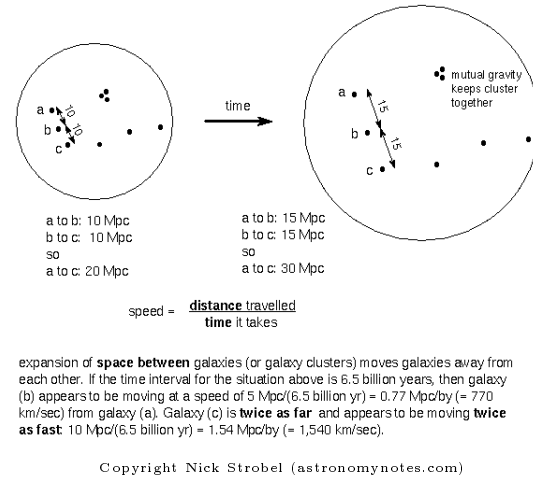 a
b
c
10
10
time
a
b
c
15
15
mutual gravity
keeps cluster
together
a to b: 10 Mpc
b to c: 10 Mpc
so
a to c: 20 Mpc
a to b: 15 Mpc
b to c: 15 Mpc
so
a to c: 30 Mpc
speed = distance travelled
time it takes
expansion of space between galaxies (or galaxy clusters) moves galaxies away from
each other. If the time interval for the situation above is 6.5 billion years, then galaxy
(b) appears to be moving at a speed of 5 Mpc/(6.5 billion yr) = 0.77 Mpc/by (= 770
km/sec) from galaxy (a). Galaxy (c) is twice as far and appears to be moving twice
as fast: 10 Mpc/(6.5 billion yr) = 1.54 Mpc/by (= 1,540 km/sec).
Copyright Nick Strobel (astronomynotes.com)